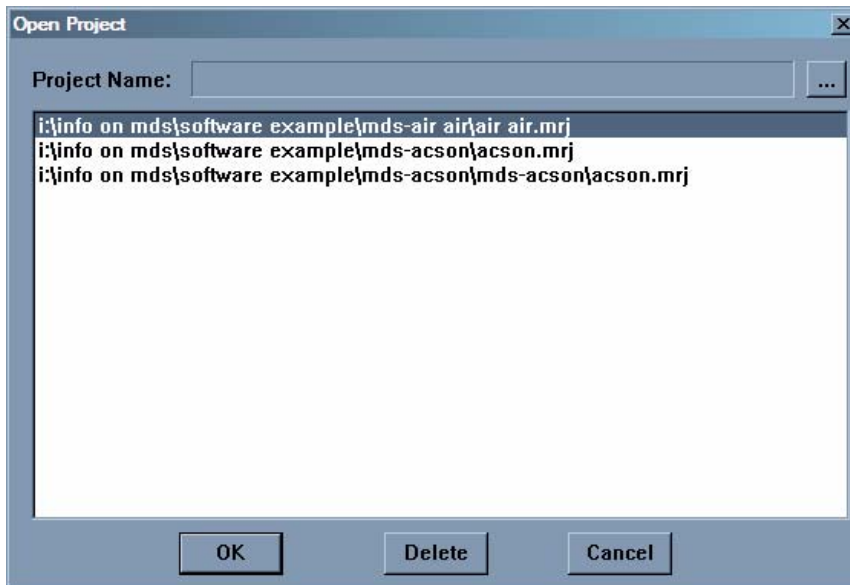 Open Project
Project Name:
...
i:\info on mds\software example\mds-air air\air air.mrj
i:\info on mds\software example\mds-acson\acson.mrj
i:\info on mds\software example\mds-acson\mds-acson\acson.mrj
OK Delete Cancel